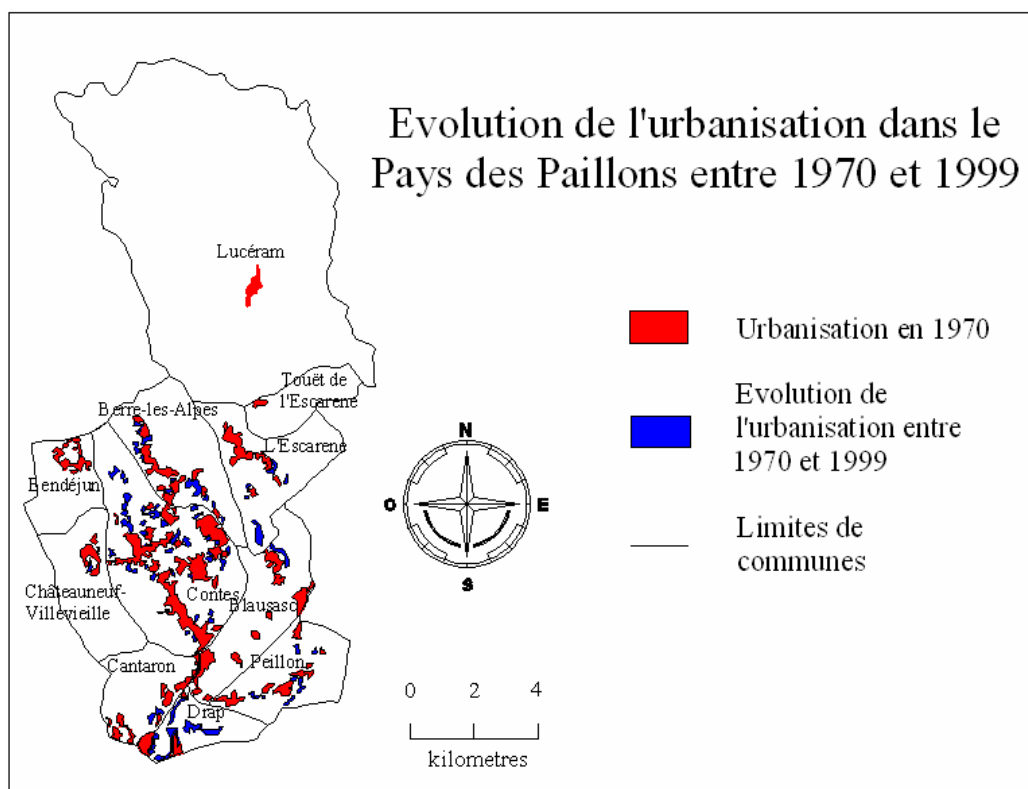 Evolution de l'urbanisation dans le
Pays des Paillons entre 1970 et 1999
Lucéram
Touët de
l'Escarene
Berre-les-Alpes
L'Escarene
Bendéjun
Châteauneuf-
Villevieille
Contes
Blausasc
Cantaron
Peillon
Drap
N
O
E
S
Urbanisation en 1970
Evolution de
l'urbanisation entre
1970 et 1999
Limites de
communes
0 2 4
kilometres